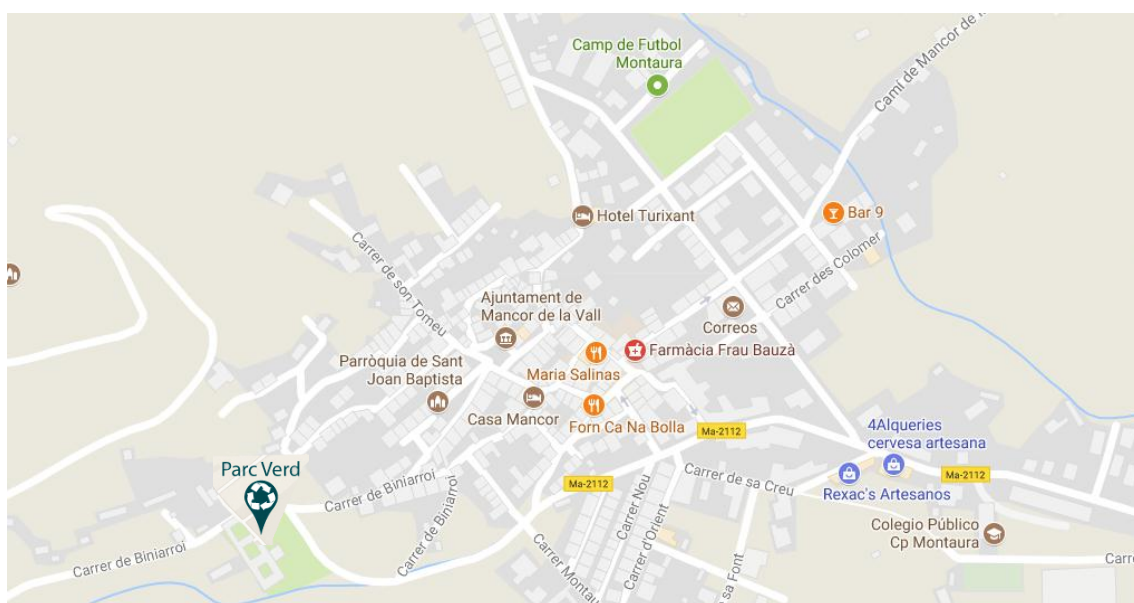 Camp de Futbol
Montaura
Camí de Mancor de
Hotel Turixant
Bar 9
Carrer de son Tomeu
Carrer des Colomer
Ajuntament de
Mancor de la Vall
Correos
Farmàcia Frau Bauzà
Parròquia de Sant
Joan Baptista
Maria Salinas
Casa Mancor
Forn Ca Na Bolla
Ma-2112
4Alqueries
cervesa artesana
Parc Verd
Carrer de Biniarroi
Ma-2112
Carrer de sa Creu
Rexac's Artesanos
Ma-2112
Carrer Nou
Carrer d'Orient
Colegio Público
Cp Montaura
Carrer de Biniarroi
Carrer de Biniarroi
Carrer Montau
sa Font
Carre